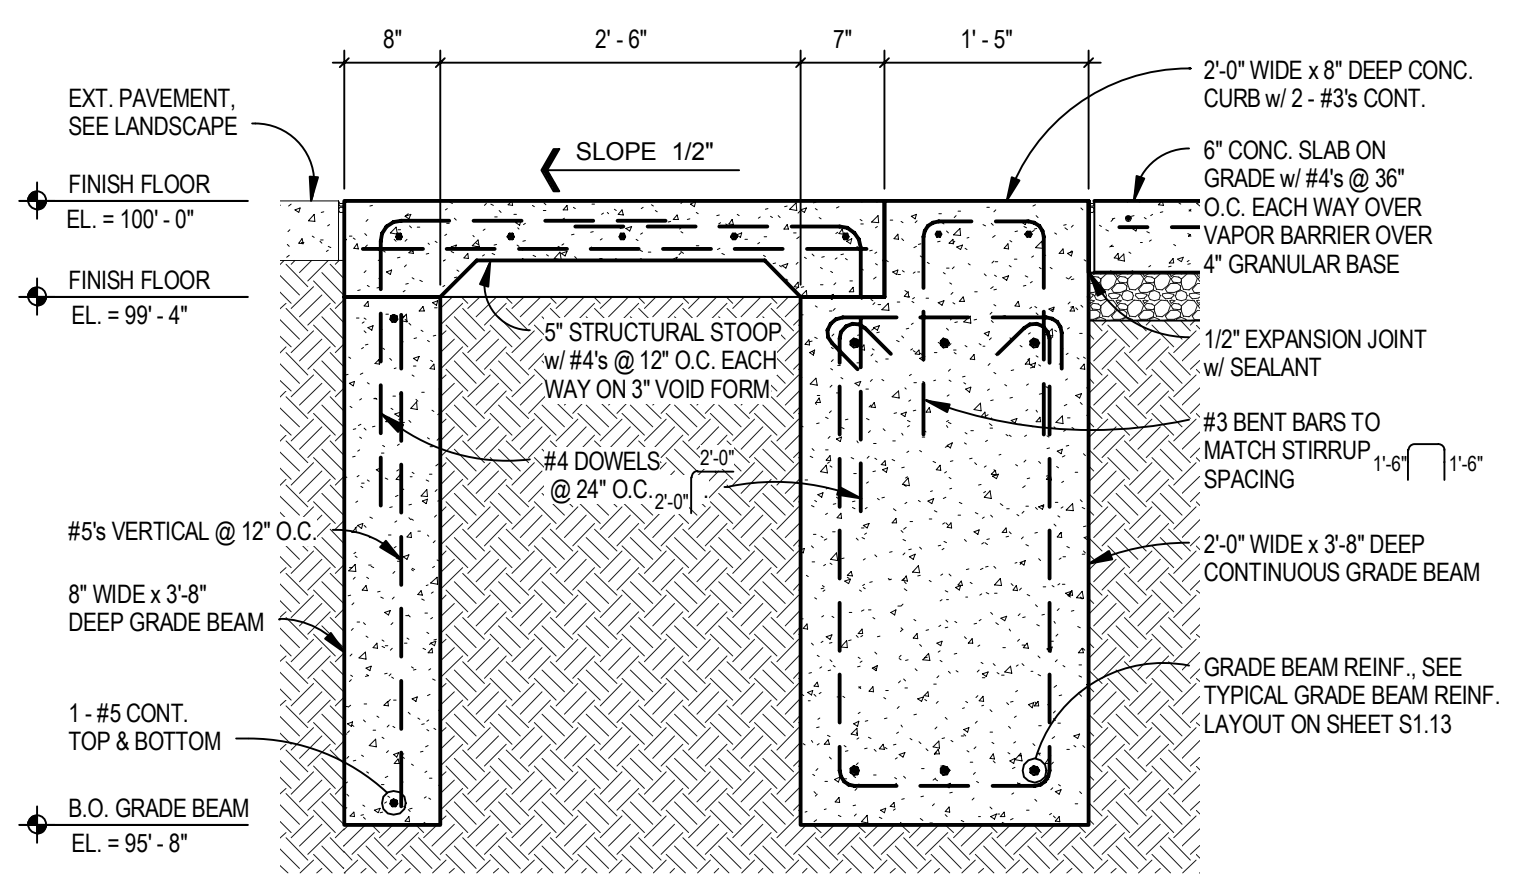 8"
2' - 6"
7"
1' - 5"
EXT. PAVEMENT,
SEE LANDSCAPE
SLOPE 1/2"
FINISH FLOOR
EL. = 100' - 0"
FINISH FLOOR
EL. = 99' - 4"
5" STRUCTURAL STOOP
w/ #4's @ 12" O.C. EACH
WAY ON 3" VOID FORM
#4 DOWELS
@ 24" O.C.
2'-0"
2'-0"
#5's VERTICAL @ 12" O.C.
8" WIDE x 3'-8"
DEEP GRADE BEAM
1 - #5 CONT.
TOP & BOTTOM
B.O. GRADE BEAM
EL. = 95' - 8"
2'-0" WIDE x 8" DEEP CONC.
CURB w/ 2 - #3's CONT.
6" CONC. SLAB ON
GRADE w/ #4's @ 36"
O.C. EACH WAY OVER
VAPOR BARRIER OVER
4" GRANULAR BASE
1/2" EXPANSION JOINT
w/ SEALANT
#3 BENT BARS TO
MATCH STIRRUP
SPACING
1'-6"
1'-6"
2'-0" WIDE x 3'-8" DEEP
CONTINUOUS GRADE BEAM
GRADE BEAM REINF., SEE
TYPICAL GRADE BEAM REINF.
LAYOUT ON SHEET S1.13